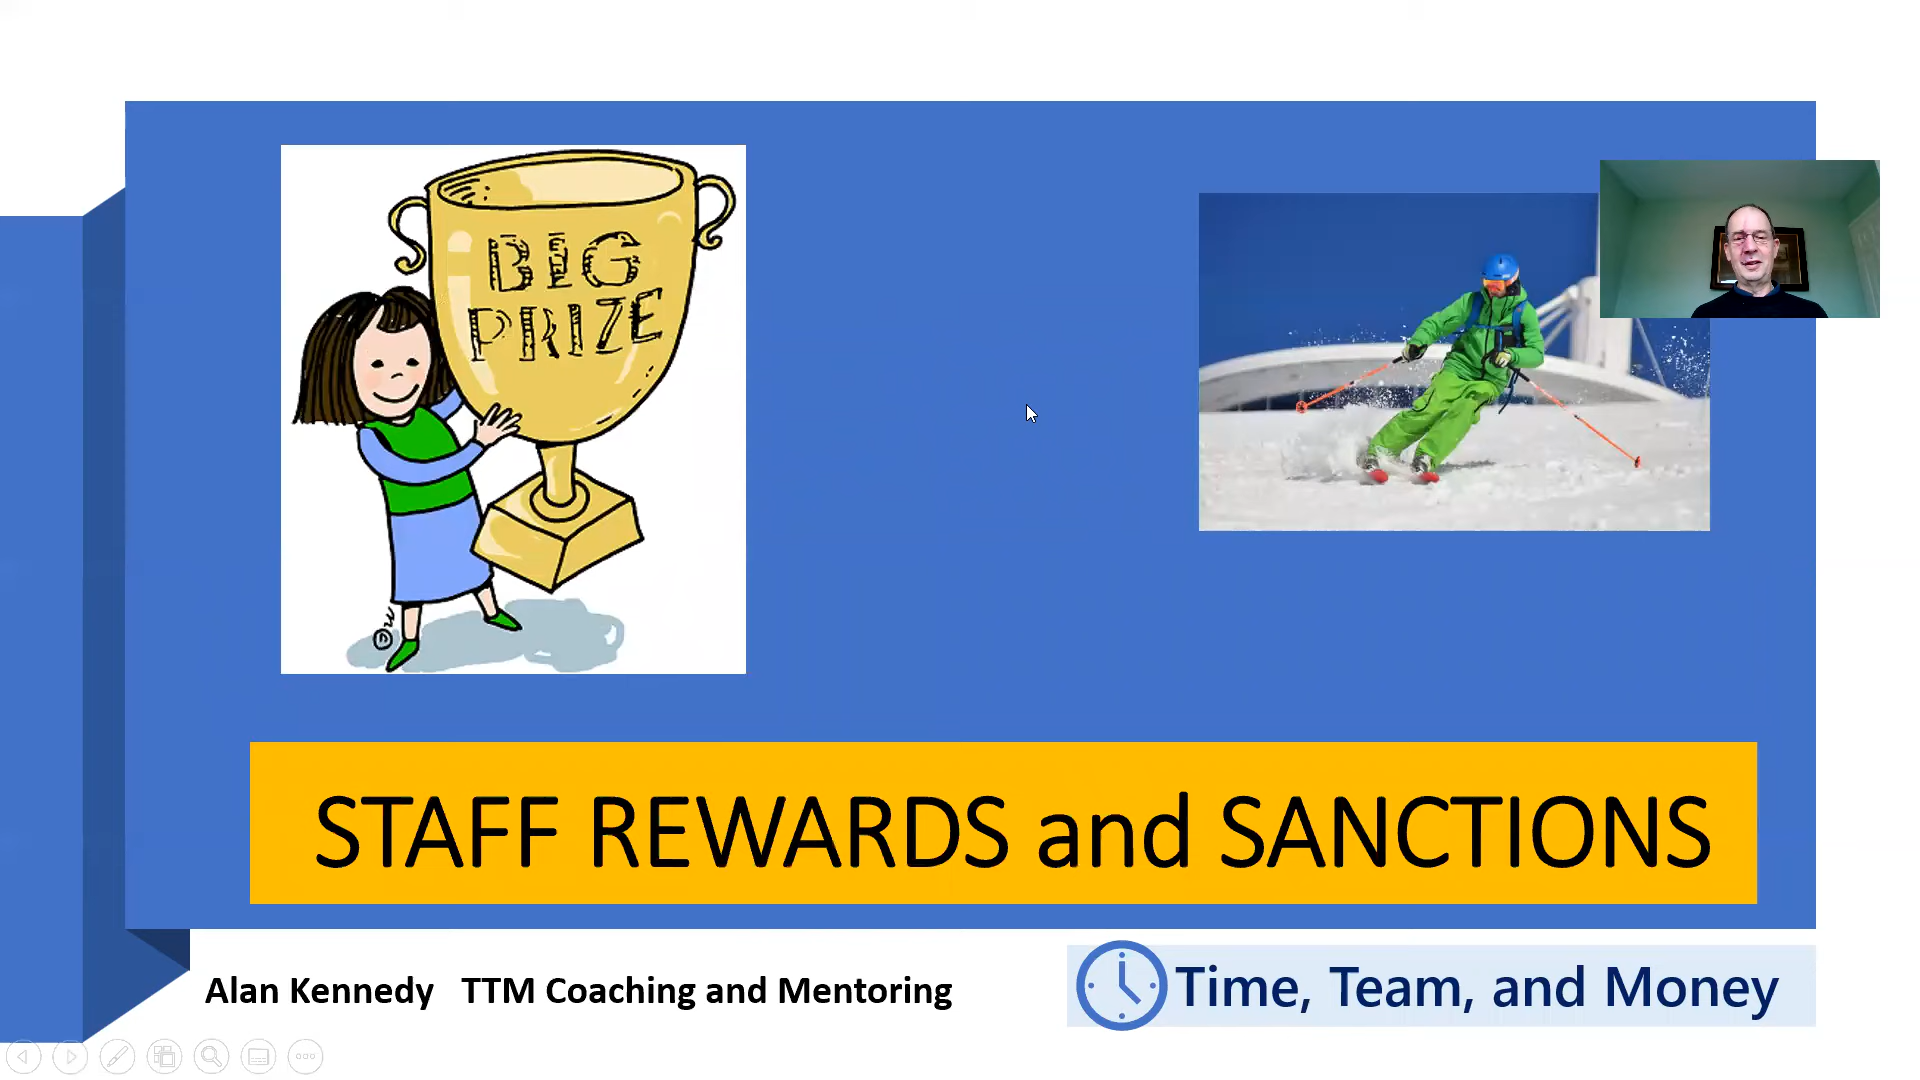 BIG
PRIZE
STAFF REWARDS and SANCTIONS
Alan Kennedy TTM Coaching and Mentoring
Time, Team, and Money